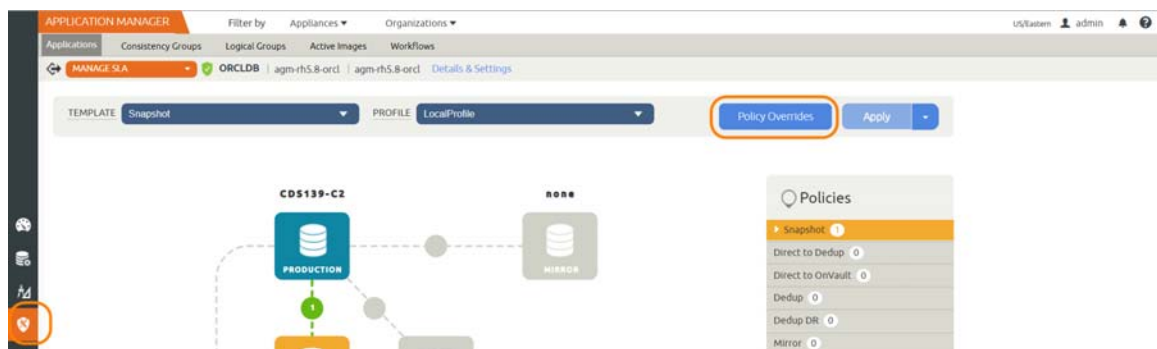 APPLICATION MANAGER Filter by Appliances Organizations US/Eastern admin
Applications Consistency Groups Logical Groups Active Images Workflows
MANAGE SLA ORCLDB agm-rh5.8-orcl agm-rh5.8-orcl Details & Settings
TEMPLATE Snapshot PROFILE LocalProfile Policy Overrides Apply
CDS139-C2 none Policies
Snapshot 1
Direct to Dedup 0
PRODUCTION MIRROR
Direct to OnVault 0
Dedup 0
1
Dedup DR 0
Mirror 0